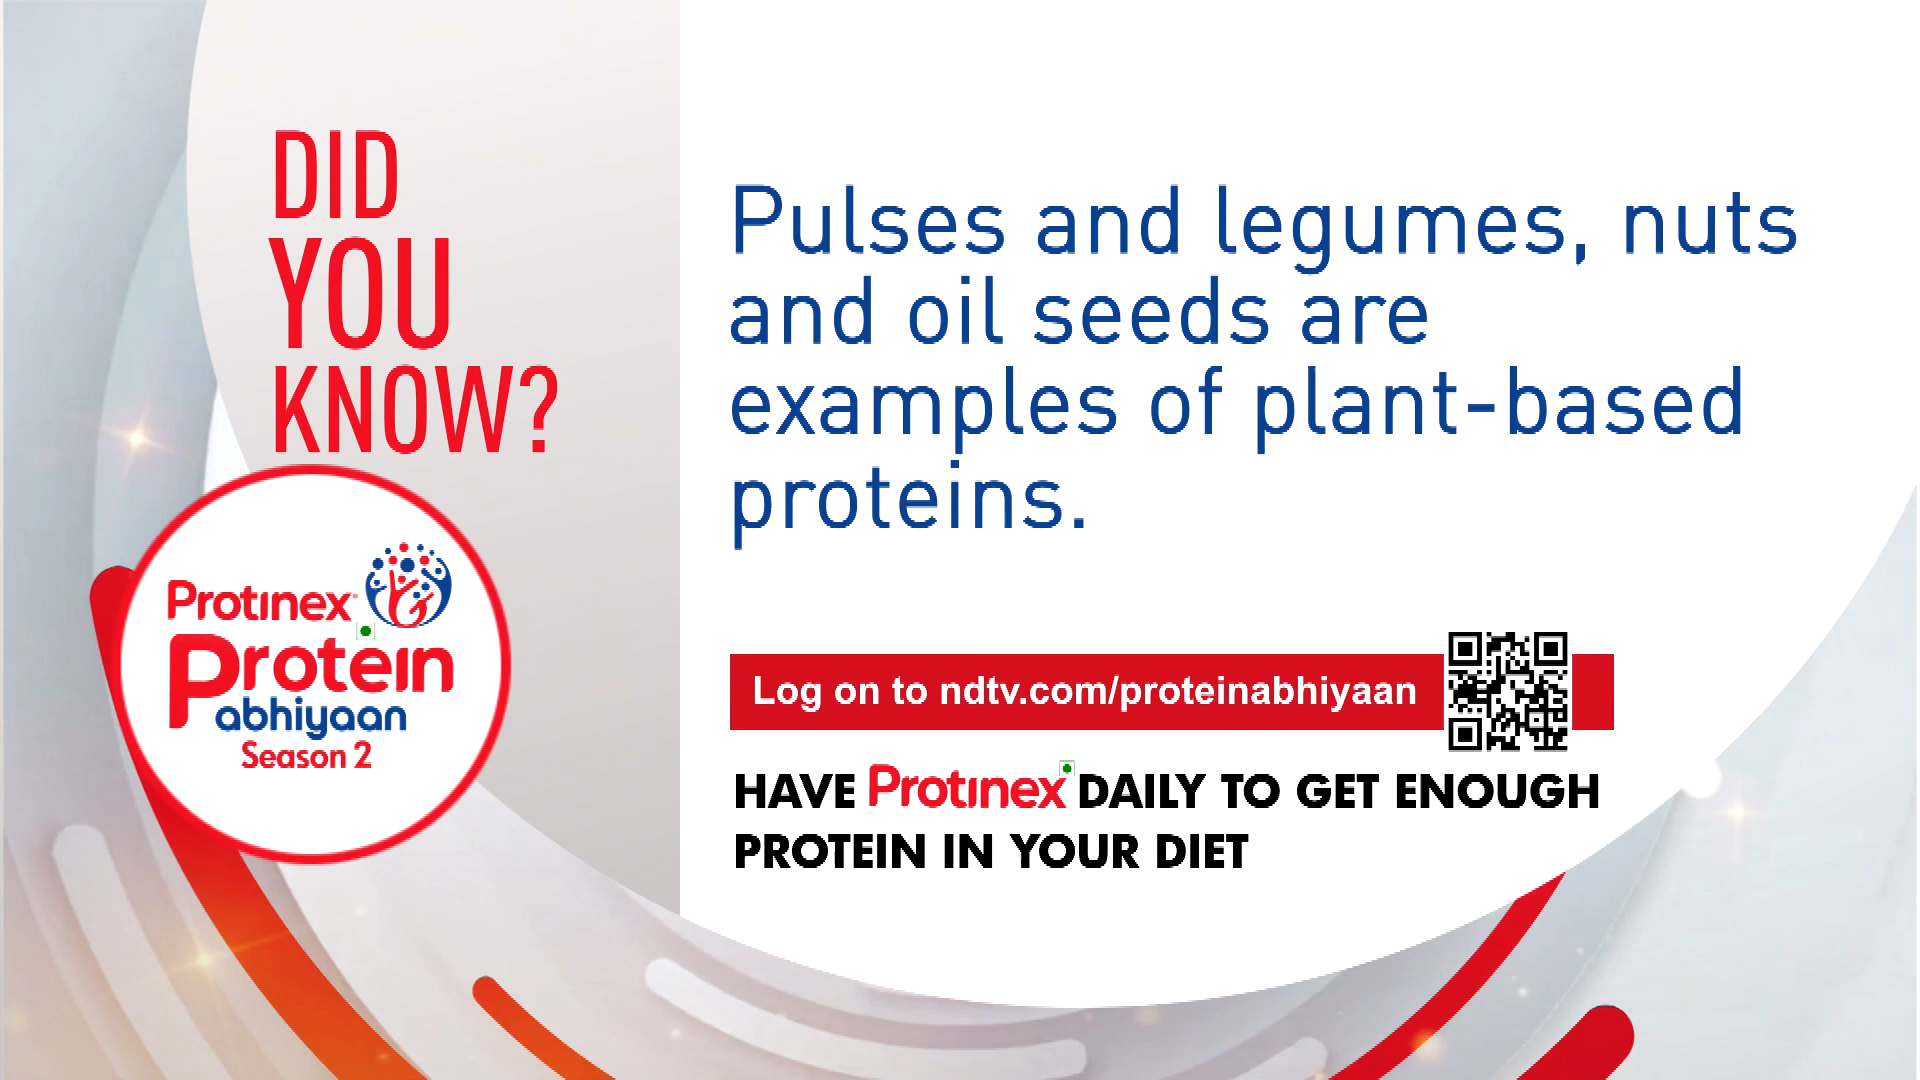 DID
YOU
KNOW?
Pulses and legumes, nuts
and oil seeds are
examples of plant-based
proteins.
Protinex
Protein
abhiyaan
Season 2
Log on to ndtv.com/proteinabhiyaan
HAVE Protinex DAILY TO GET ENOUGH
PROTEIN IN YOUR DIET